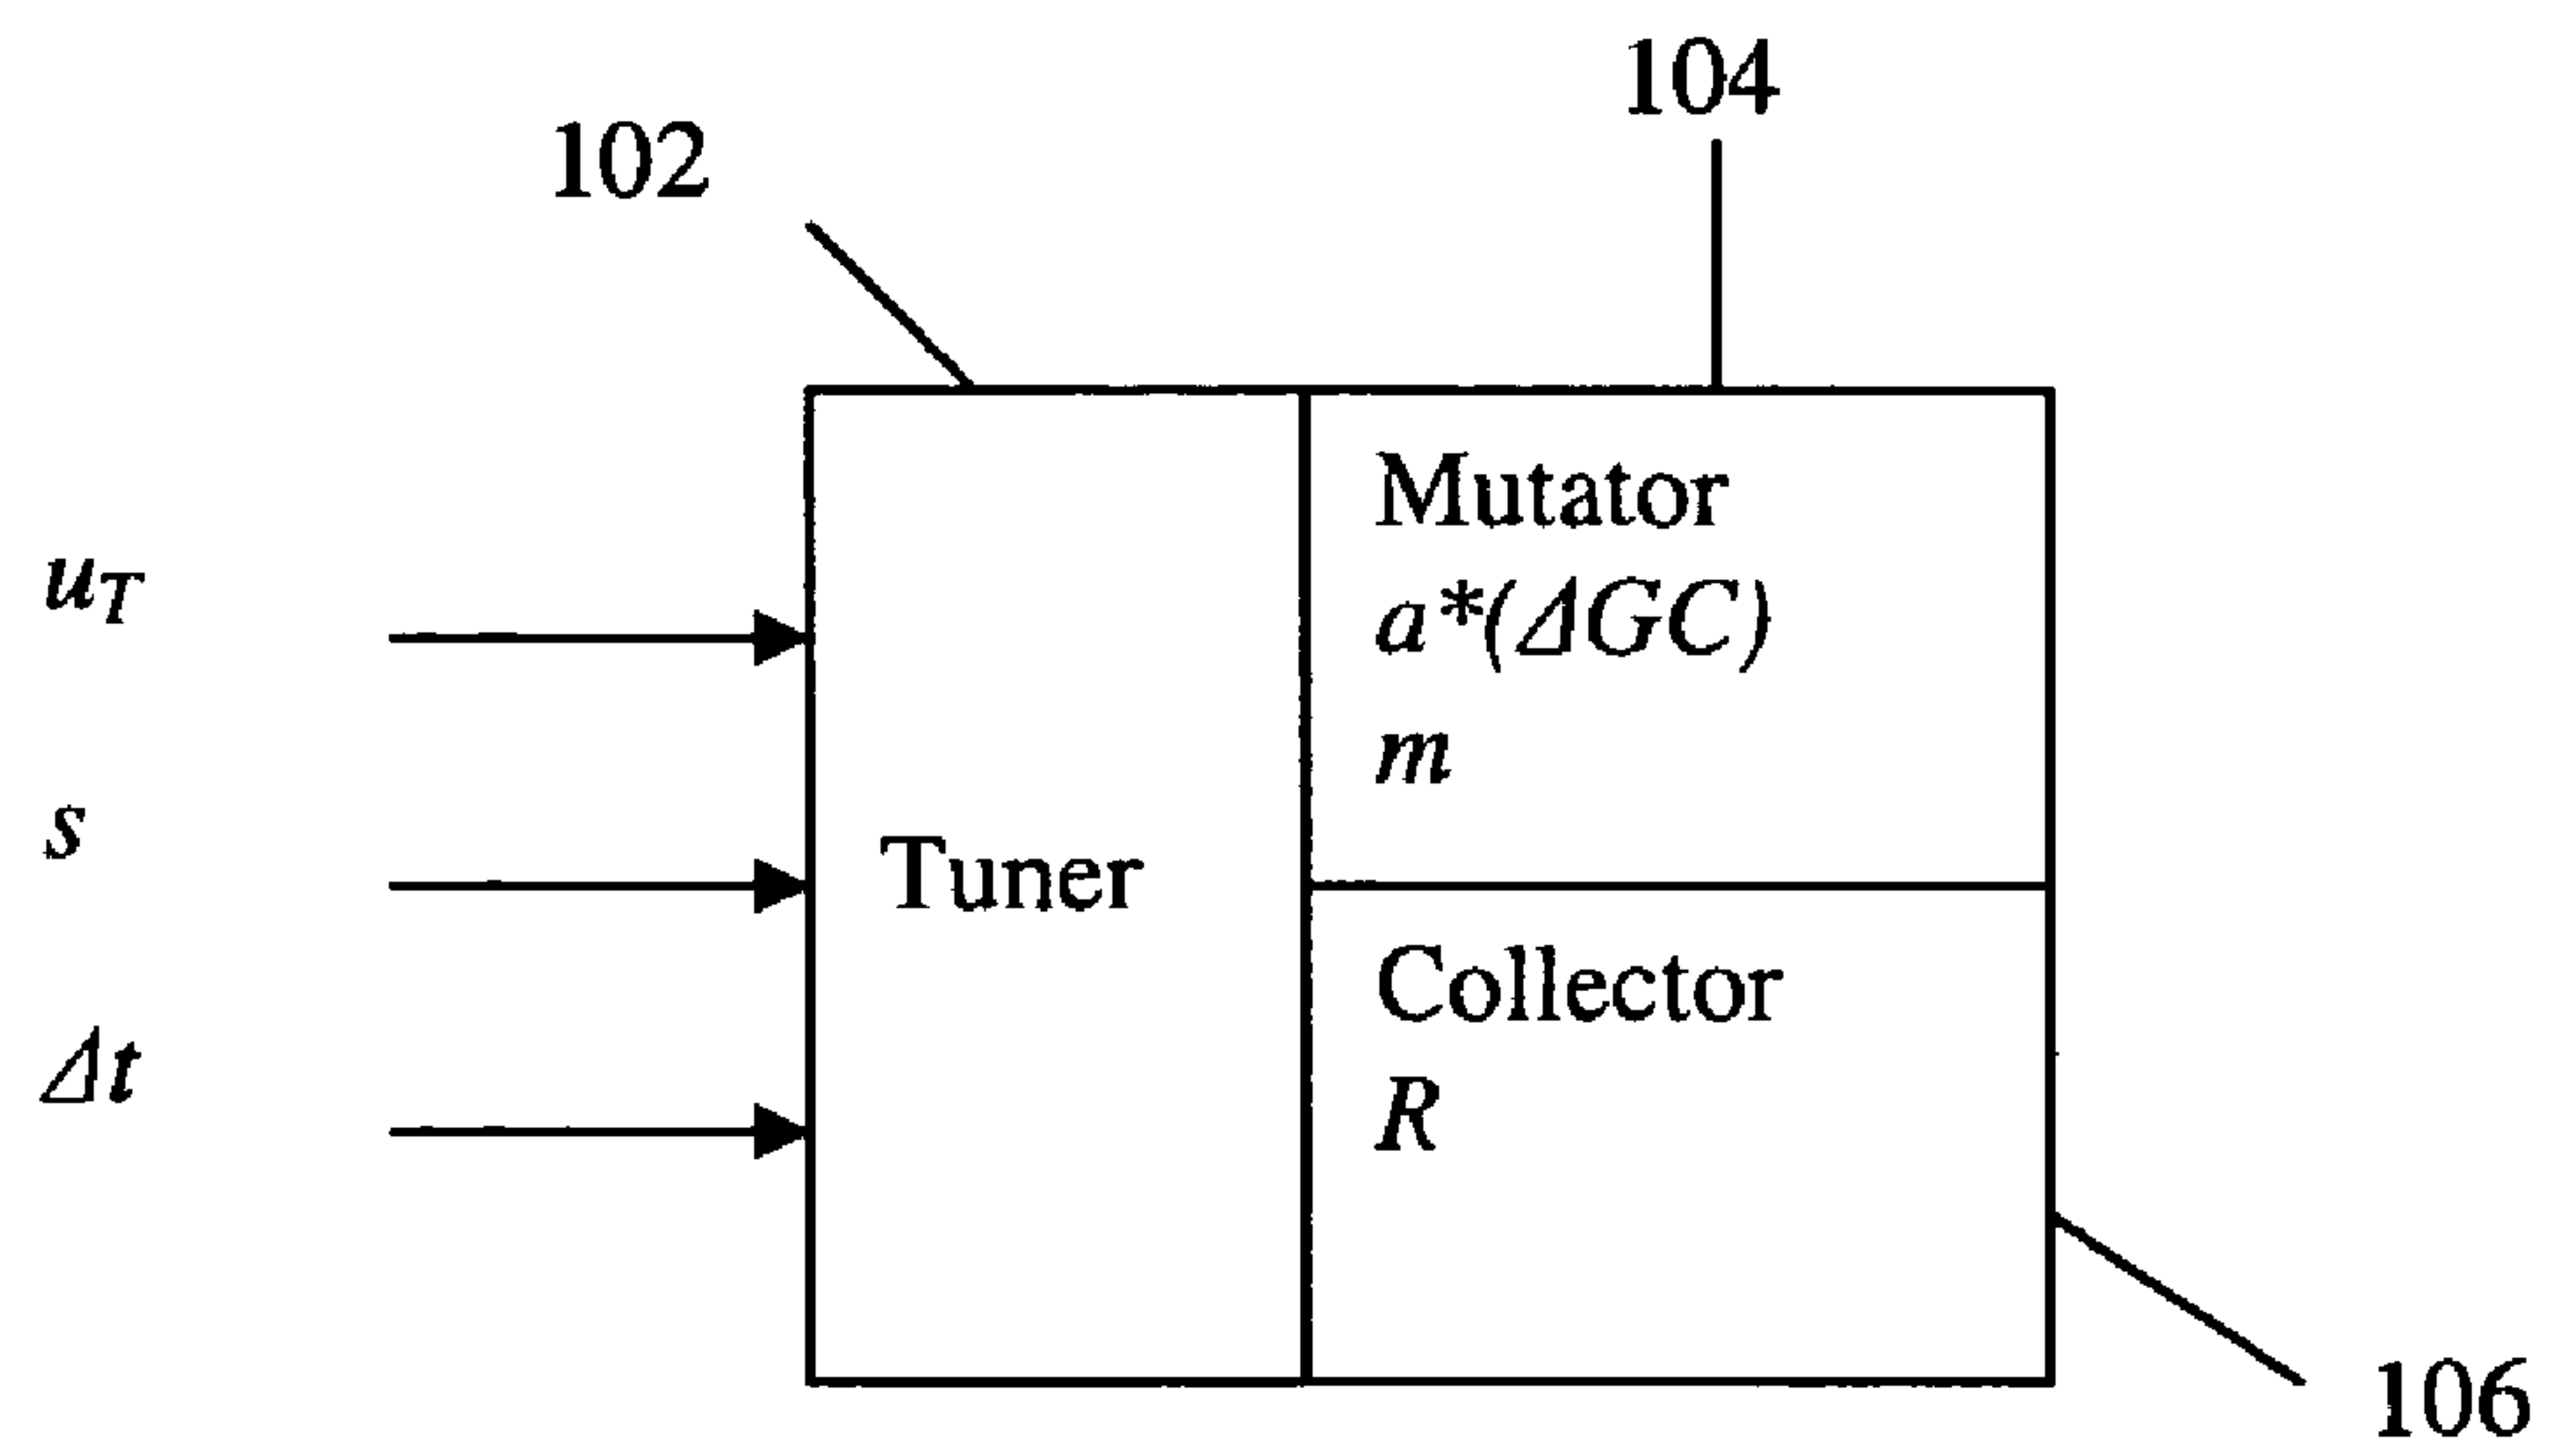 104
102
u_T
s
Δt
Tuner
Mutator
a*(ΔGC)
m
Collector
R
106